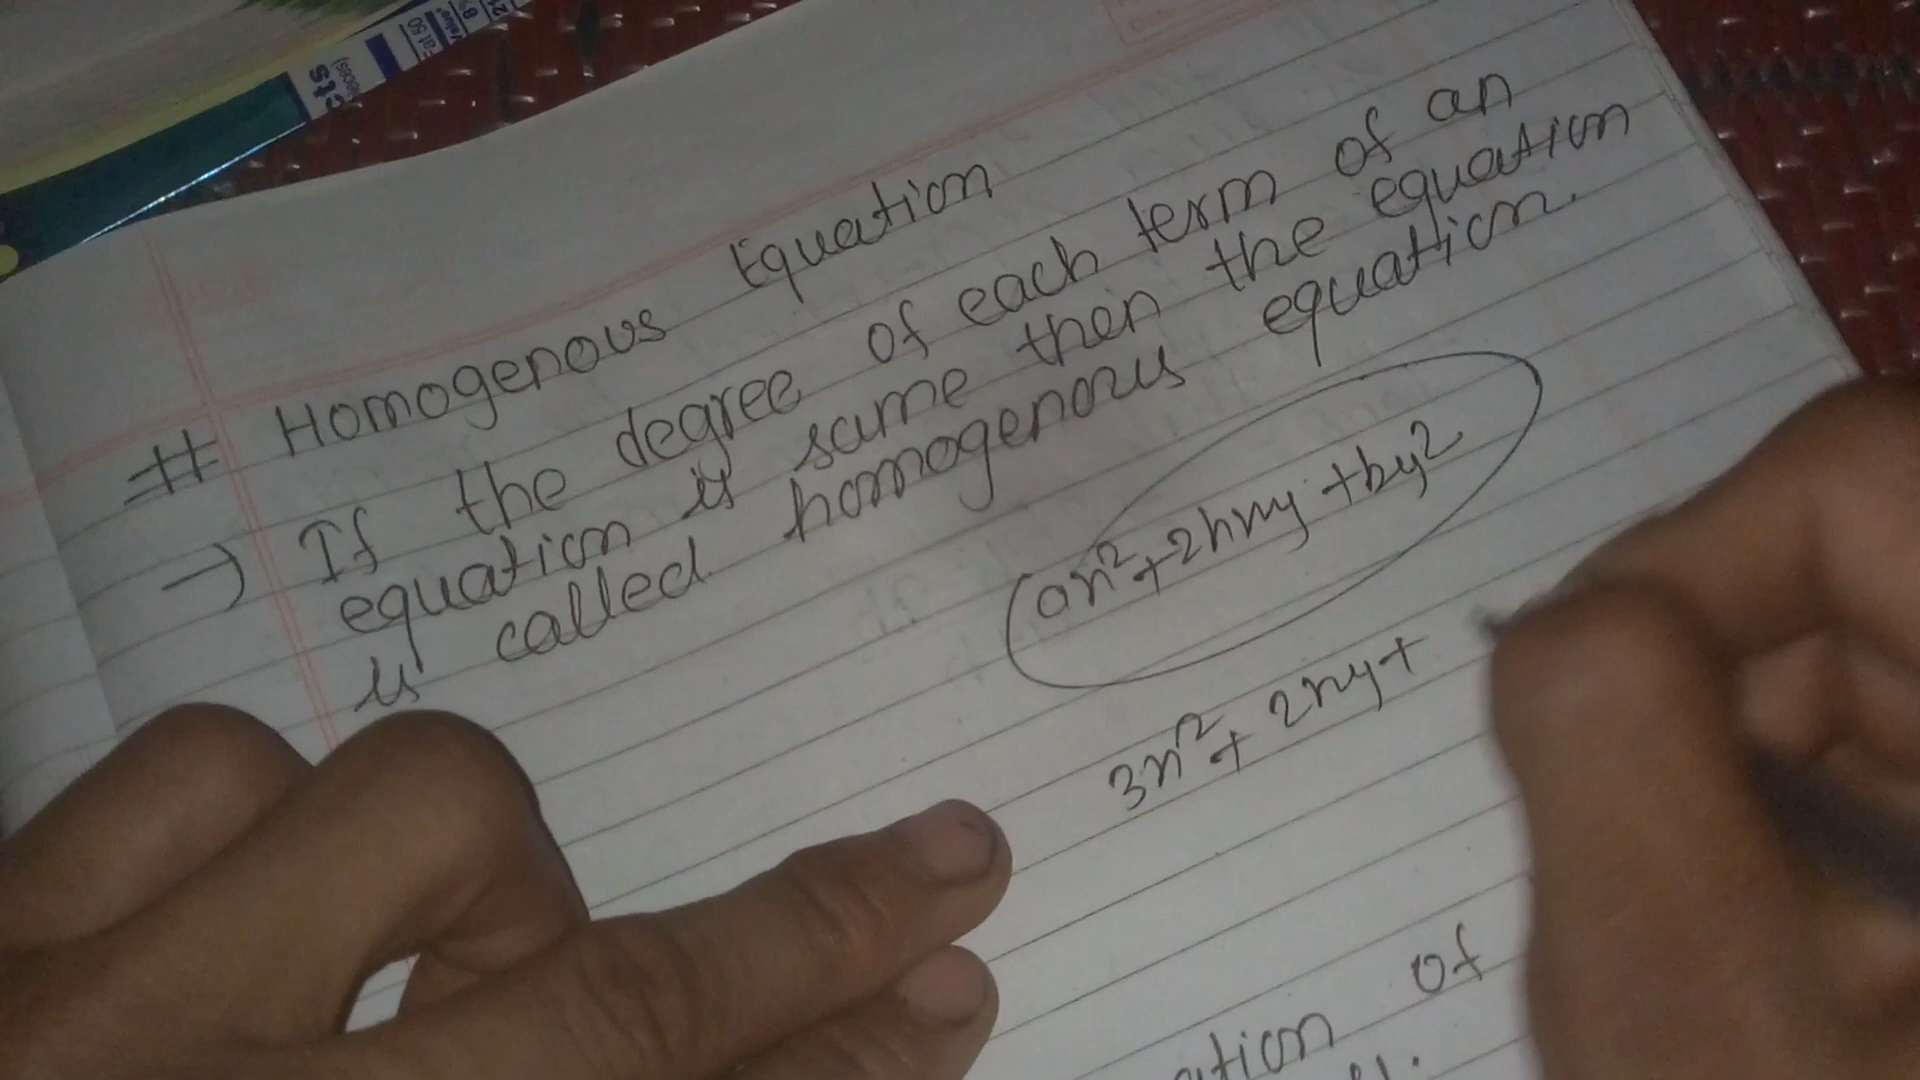 # Homogenous Equation
→ If the degree of each term of an
equation is same then the equation
is called homogenous equation.
ax²+2hxy+by²
3x²+2xy+
of